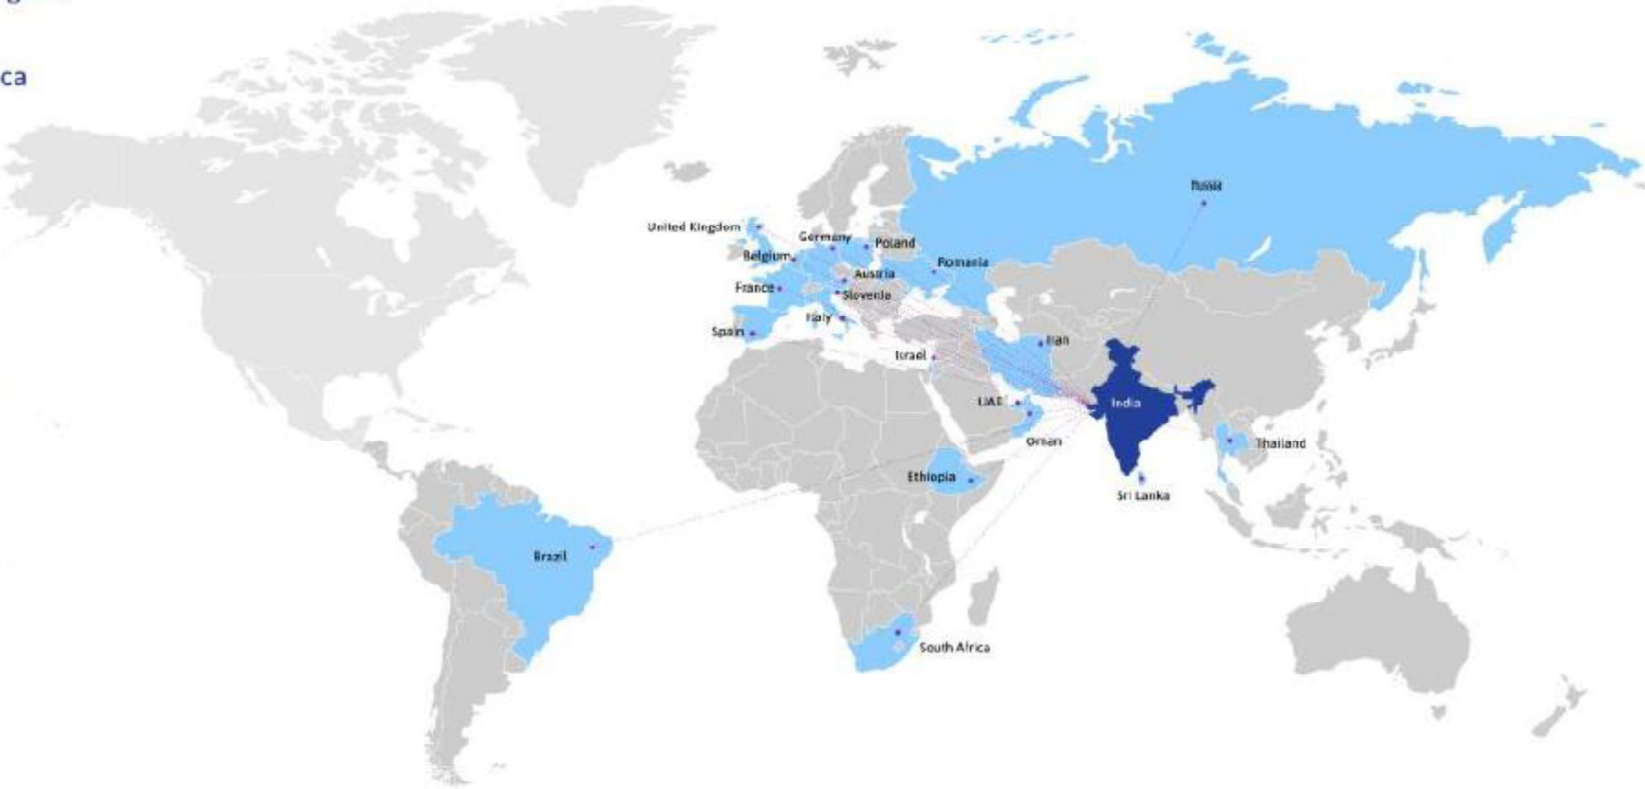 ca
Russia
United Kingdom
Germany
Poland
Belgium
Romania
Austria
France
Slovenia
Italy
Spain
Iran
Israel
UAE
India
Oman
Thailand
Ethiopia
Sri Lanka
Brazil
South Africa